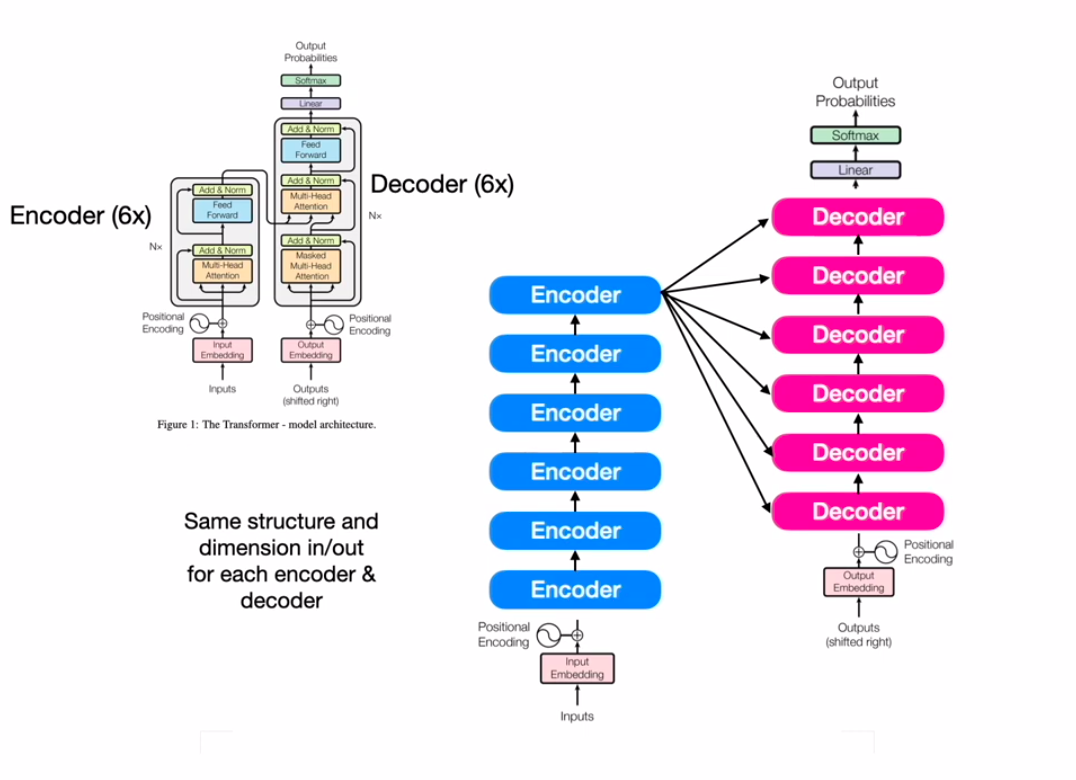 Output
Probabilities
Softmax
Linear
Add & Norm
Feed
Forward
Add & Norm
Multi-Head
Attention
Add & Norm
Masked
Multi-Head
Attention
Decoder (6x)
Nx
Positional
Encoding
Output
Embedding
Outputs
(shifted right)
Encoder (6x)
Add & Norm
Feed
Forward
Nx
Add & Norm
Multi-Head
Attention
Positional
Encoding
Input
Embedding
Inputs
Figure 1: The Transformer - model architecture.
Same structure and
dimension in/out
for each encoder &
decoder
Encoder
Encoder
Encoder
Encoder
Encoder
Encoder
Positional
Encoding
Input
Embedding
Inputs
Output
Probabilities
Softmax
Linear
Decoder
Decoder
Decoder
Decoder
Decoder
Decoder
Positional
Encoding
Output
Embedding
Outputs
(shifted right)